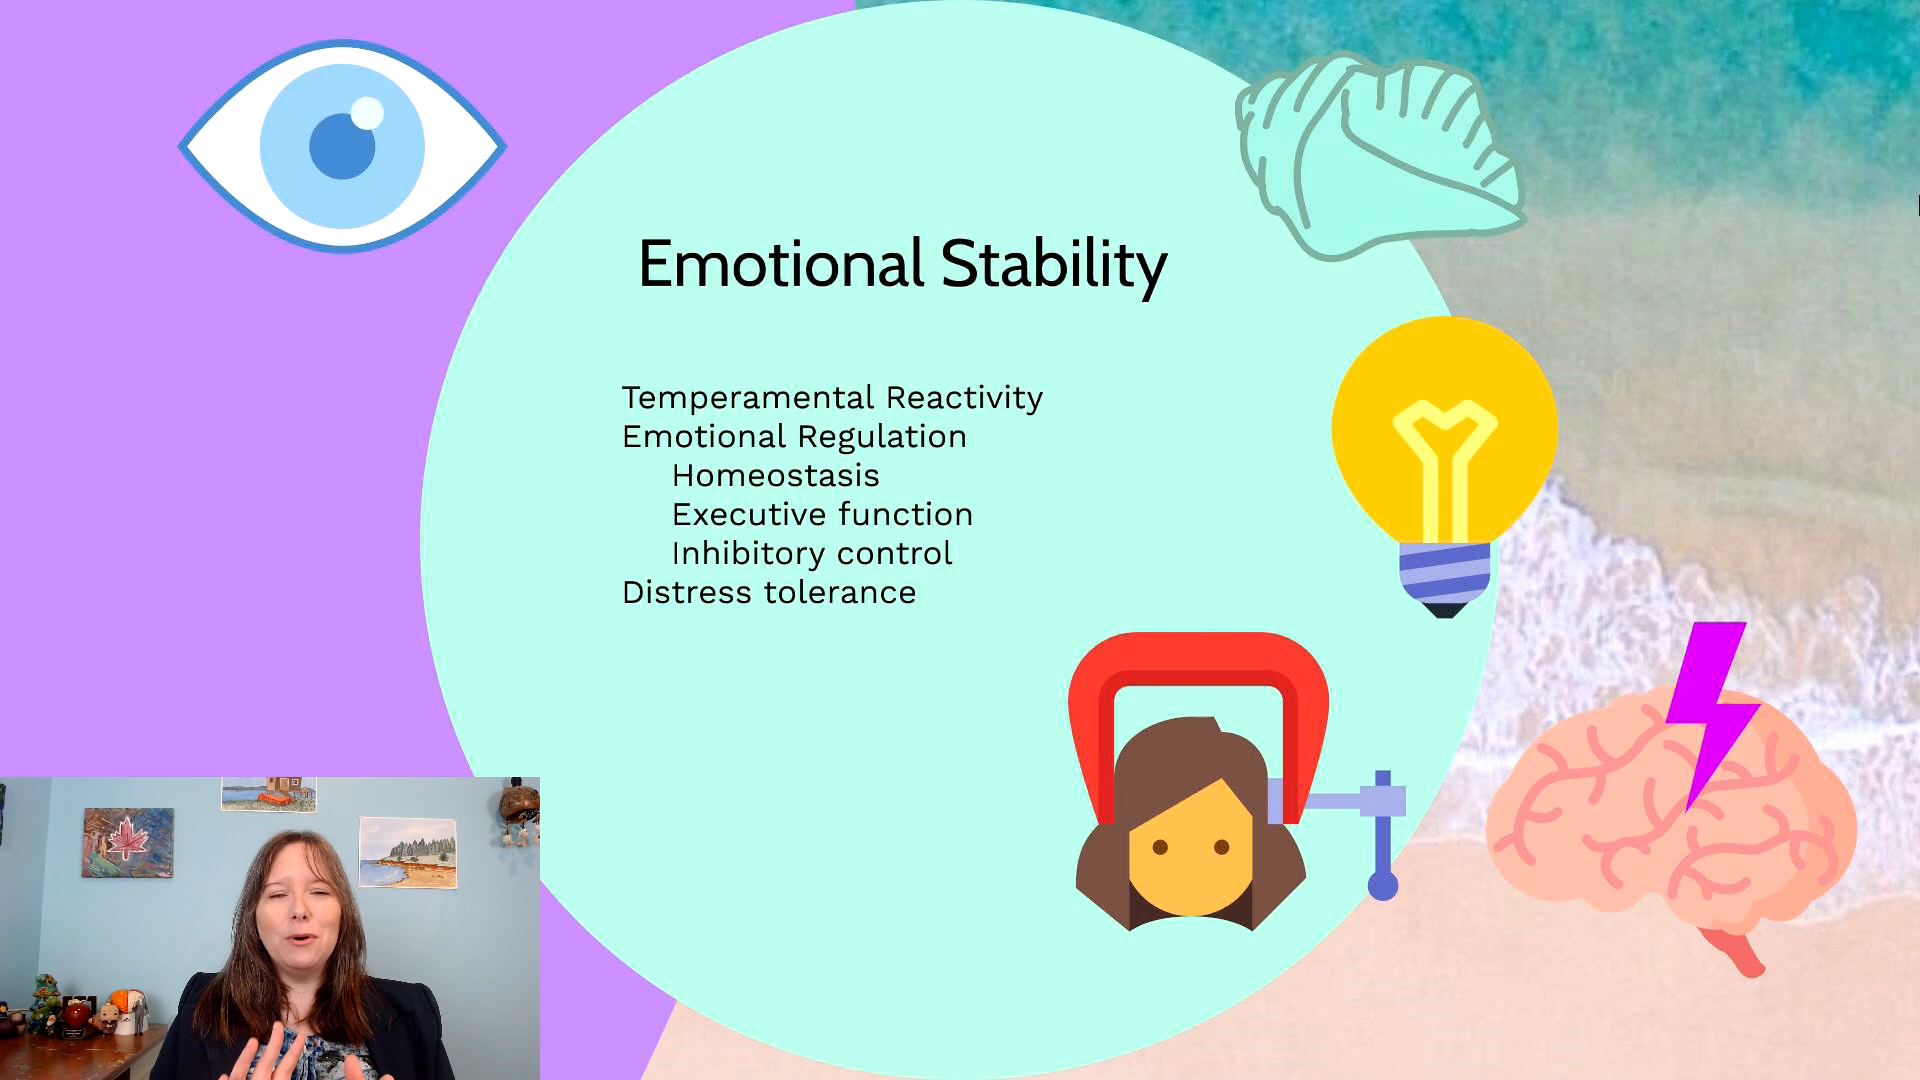 Emotional Stability
Temperamental Reactivity
Emotional Regulation
Homeostasis
Executive function
Inhibitory control
Distress tolerance